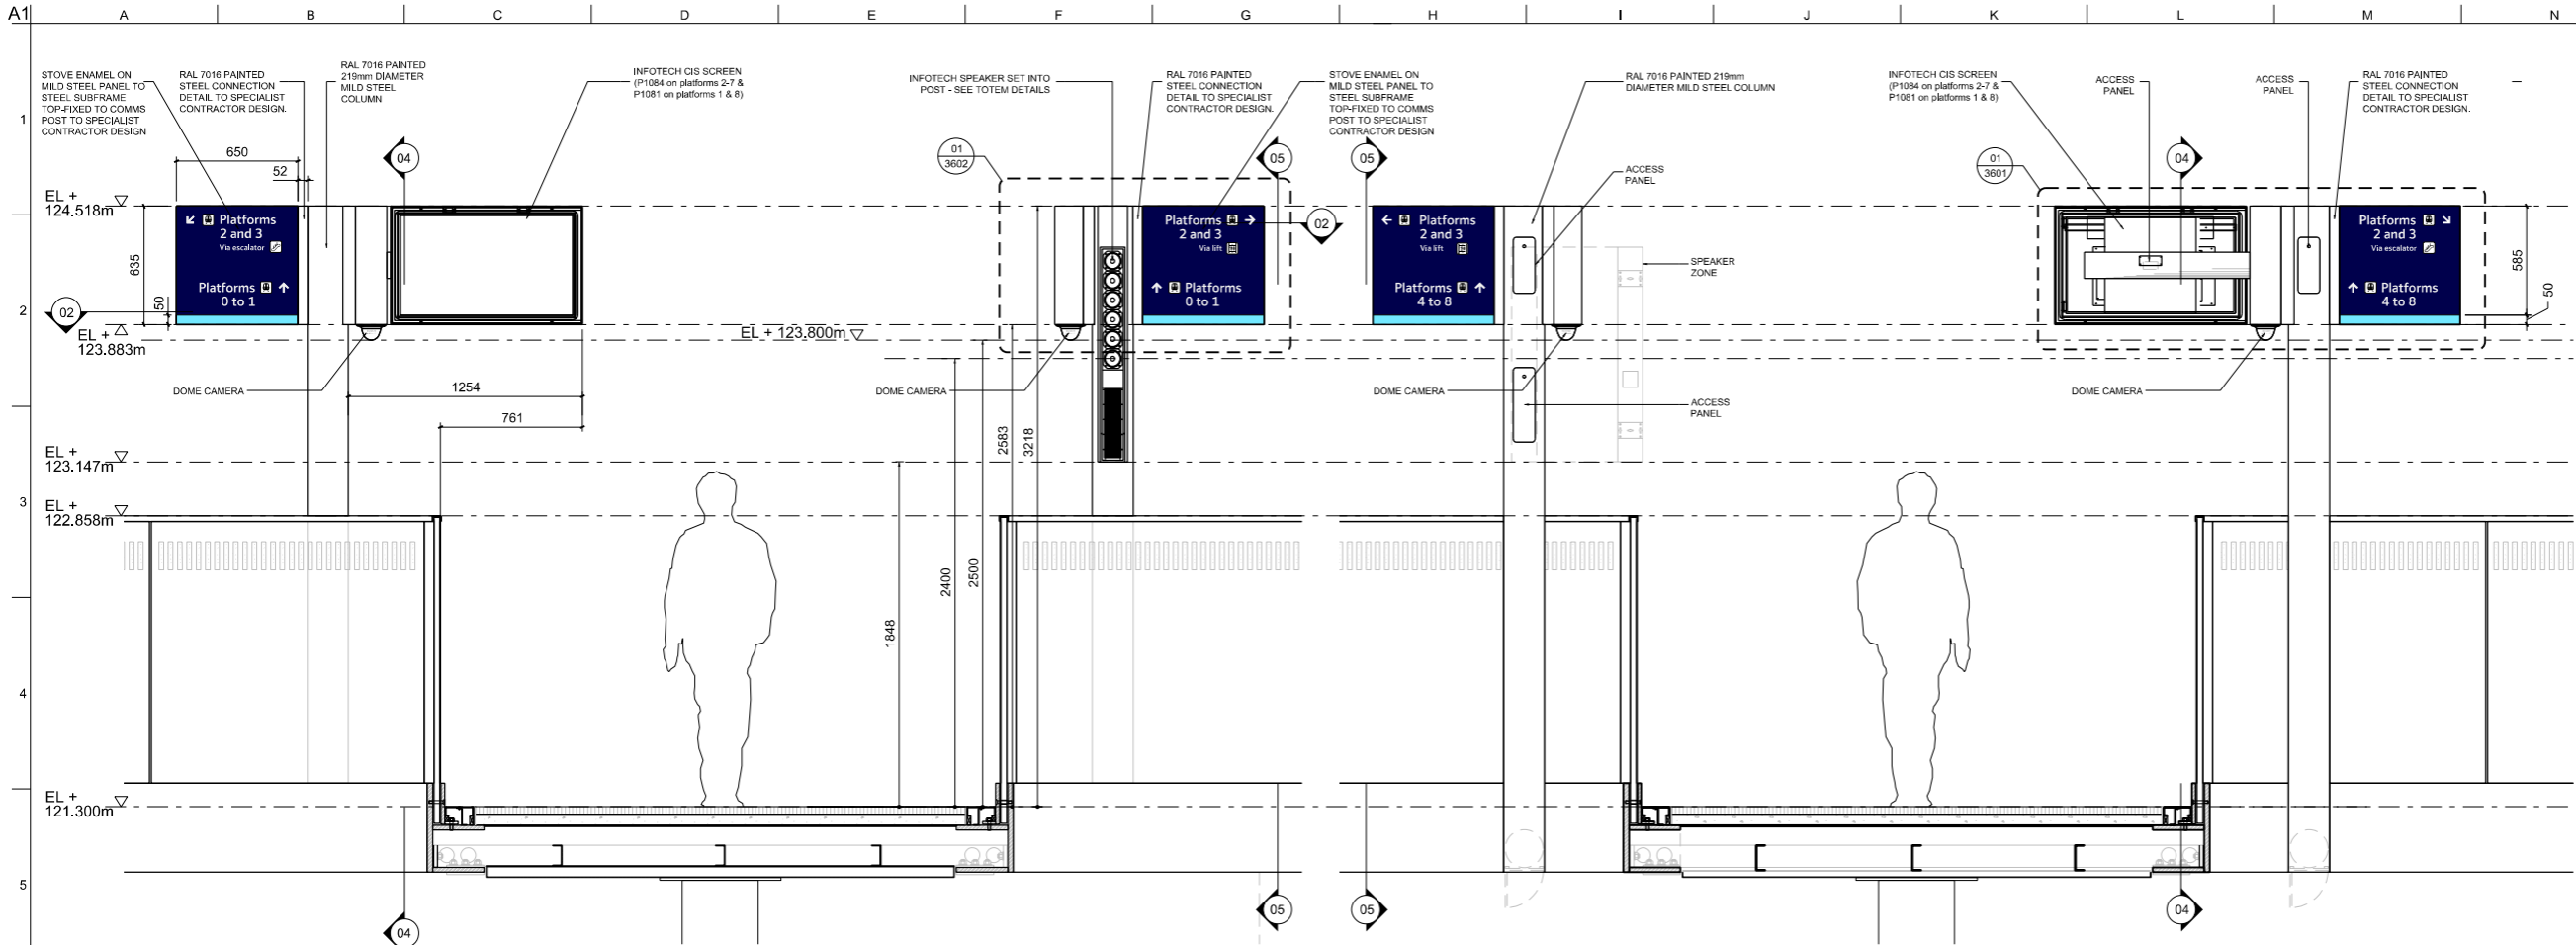 A1
A
B
C
D
E
F
G
H
I
J
K
L
M
N
1
2
3
4
5
STOVE ENAMEL ON
MILD STEEL PANEL TO
STEEL SUBFRAME
TOP-FIXED TO COMMS
POST TO SPECIALIST
CONTRACTOR DESIGN
RAL 7016 PAINTED
STEEL CONNECTION
DETAIL TO SPECIALIST
CONTRACTOR DESIGN.
RAL 7016 PAINTED
219mm DIAMETER
MILD STEEL
COLUMN
INFOTECH CIS SCREEN
(P1084 on platforms 2-7 &
P1081 on platforms 1 & 8)
INFOTECH SPEAKER SET INTO
POST - SEE TOTEM DETAILS
RAL 7016 PAINTED
STEEL CONNECTION
DETAIL TO SPECIALIST
CONTRACTOR DESIGN.
STOVE ENAMEL ON
MILD STEEL PANEL TO
STEEL SUBFRAME
TOP-FIXED TO COMMS
POST TO SPECIALIST
CONTRACTOR DESIGN
RAL 7016 PAINTED 219mm
DIAMETER MILD STEEL COLUMN
INFOTECH CIS SCREEN
(P1084 on platforms 2-7 &
P1081 on platforms 1 & 8)
ACCESS
PANEL
ACCESS
PANEL
RAL 7016 PAINTED
STEEL CONNECTION
DETAIL TO SPECIALIST
CONTRACTOR DESIGN.
650
52
04
01
3602
05
05
ACCESS
PANEL
01
3601
04
EL +
124.518m
635
50
02
EL +
123.883m
↙ Platforms
2 and 3
Via escalator
Platforms ↑
0 to 1
Platforms →
2 and 3
Via lift
↑ Platforms
0 to 1
02
← Platforms
2 and 3
Via lift
Platforms ↑
4 to 8
Platforms ↘
2 and 3
Via escalator
↑ Platforms
4 to 8
585
50
SPEAKER
ZONE
EL + 123.800m
DOME CAMERA
1254
761
DOME CAMERA
DOME CAMERA
ACCESS
PANEL
DOME CAMERA
2583
3218
EL +
123.147m
EL +
122.858m
2400
2500
1848
EL +
121.300m
04
05
05
04